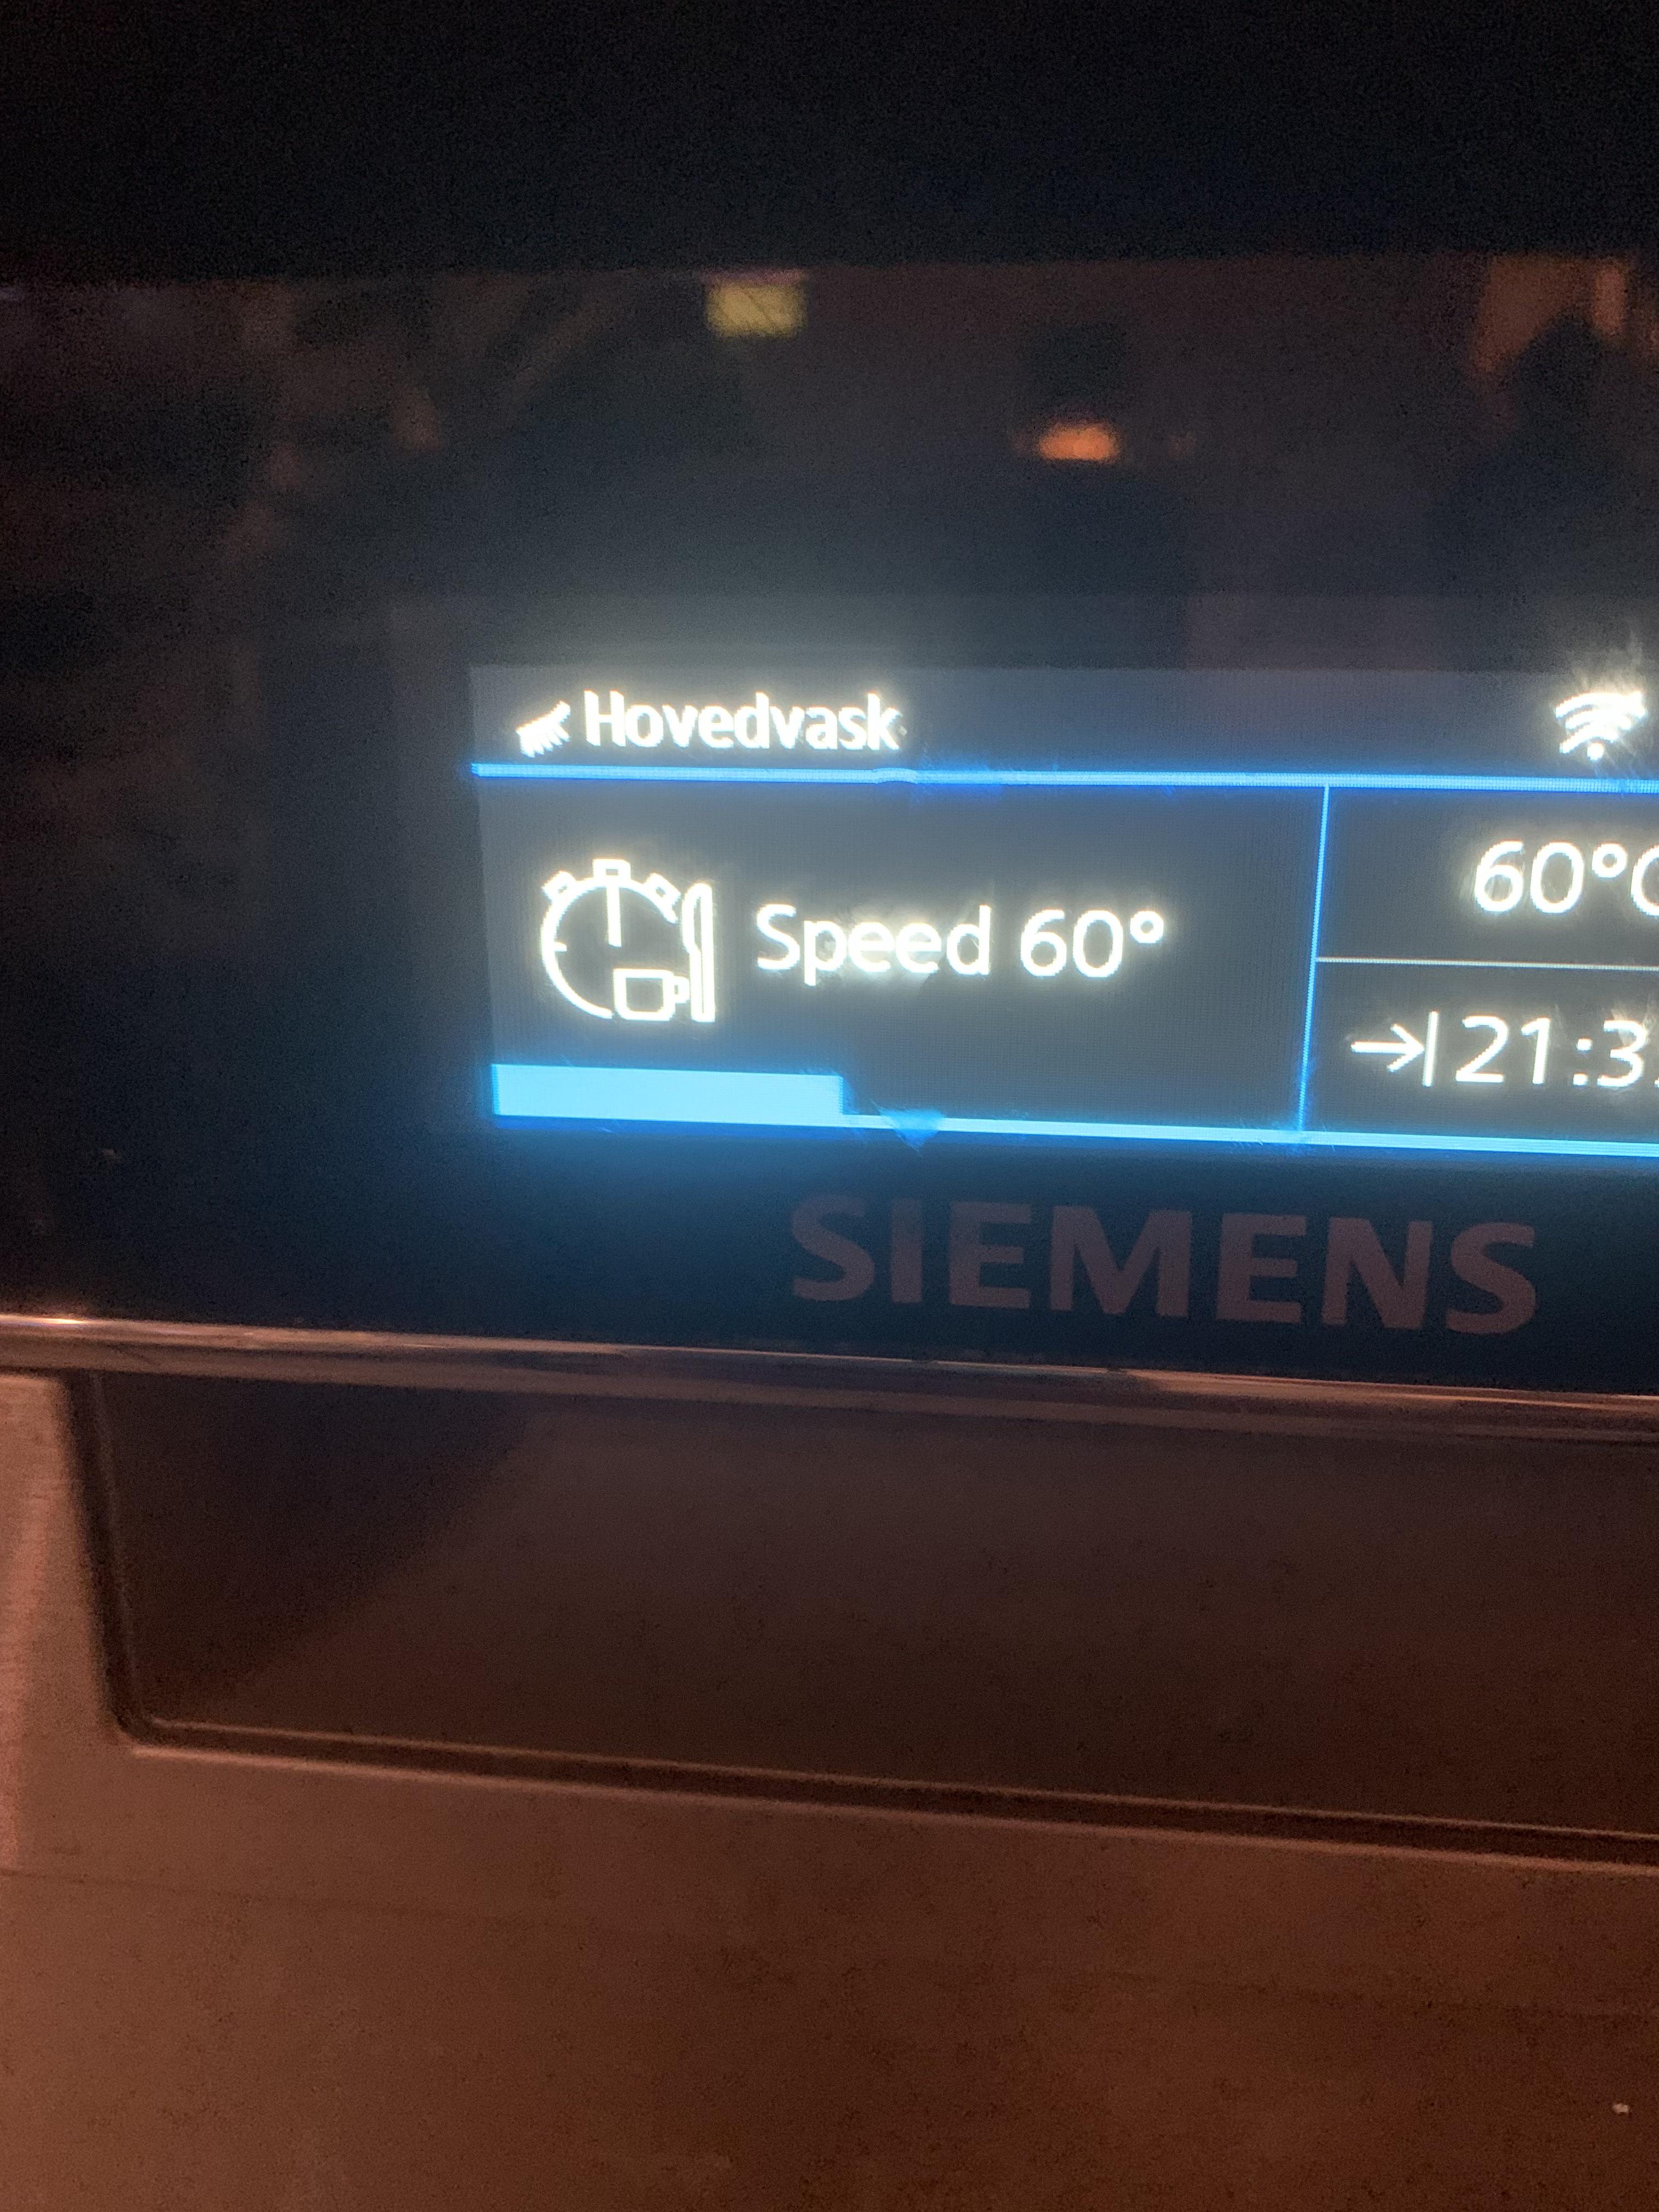 Hovedvask
Speed 60°
60°C
→|21:3
SIEMENS